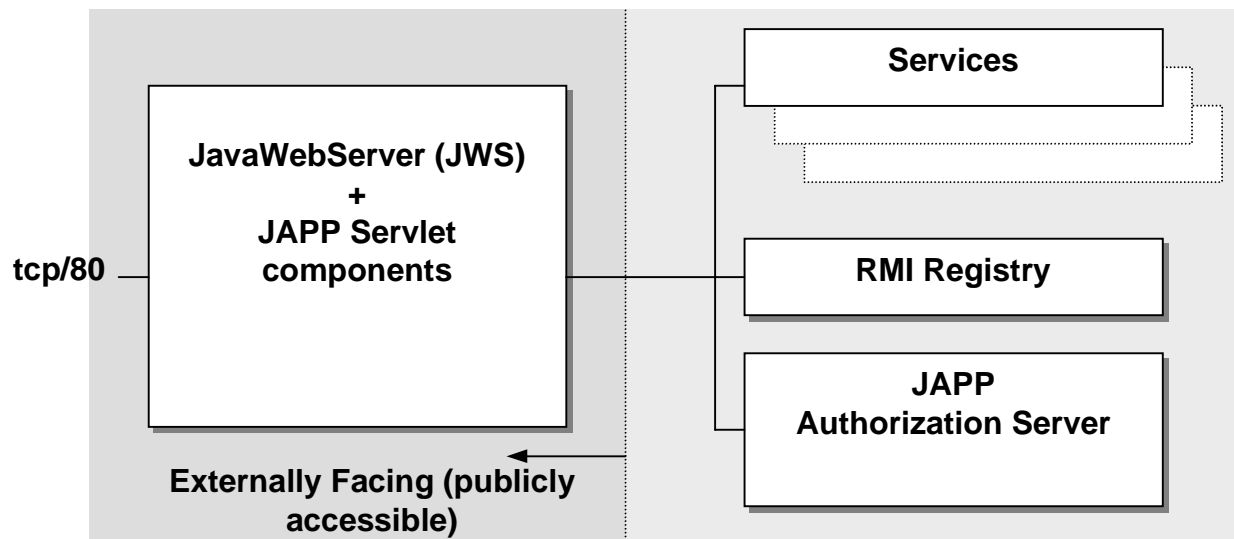 JavaWebServer (JWS)
+
JAPP Servlet
components
tcp/80
Externally Facing (publicly
accessible)
Services
RMI Registry
JAPP
Authorization Server